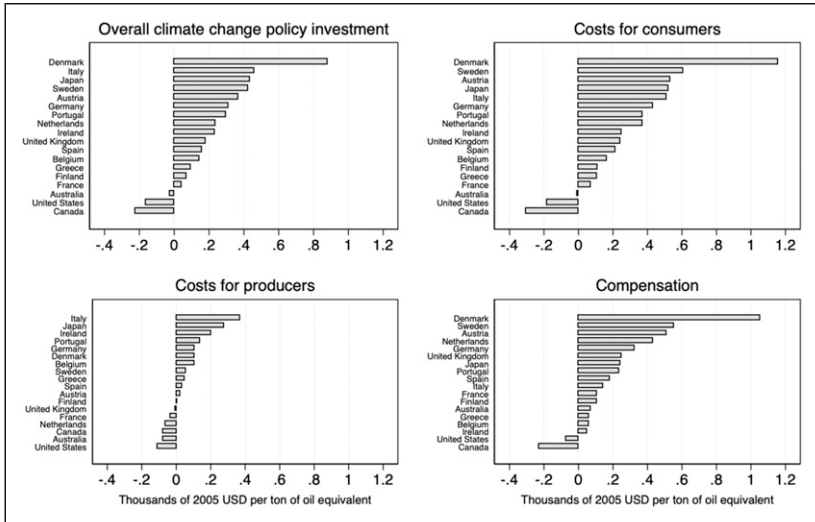 Overall climate change policy investment
Denmark
Italy
Japan
Sweden
Austria
Germany
Portugal
Netherlands
Ireland
United Kingdom
Spain
Belgium
Greece
Finland
France
Australia
United States
Canada
-.4 -.2 0 .2 .4 .6 .8 1 1.2
Costs for consumers
Denmark
Sweden
Austria
Japan
Italy
Germany
Portugal
Netherlands
Ireland
United Kingdom
Spain
Belgium
Finland
Greece
France
Australia
United States
Canada
-.4 -.2 0 .2 .4 .6 .8 1 1.2
Costs for producers
Italy
Japan
Ireland
Portugal
Germany
Denmark
Belgium
Sweden
Greece
Spain
Austria
Finland
United Kingdom
France
Netherlands
Canada
Australia
United States
-.4 -.2 0 .2 .4 .6 .8 1 1.2
Thousands of 2005 USD per ton of oil equivalent
Compensation
Denmark
Sweden
Austria
Netherlands
Germany
United Kingdom
Japan
Portugal
Spain
Italy
France
Finland
Australia
Greece
Belgium
Ireland
United States
Canada
-.4 -.2 0 .2 .4 .6 .8 1 1.2
Thousands of 2005 USD per ton of oil equivalent